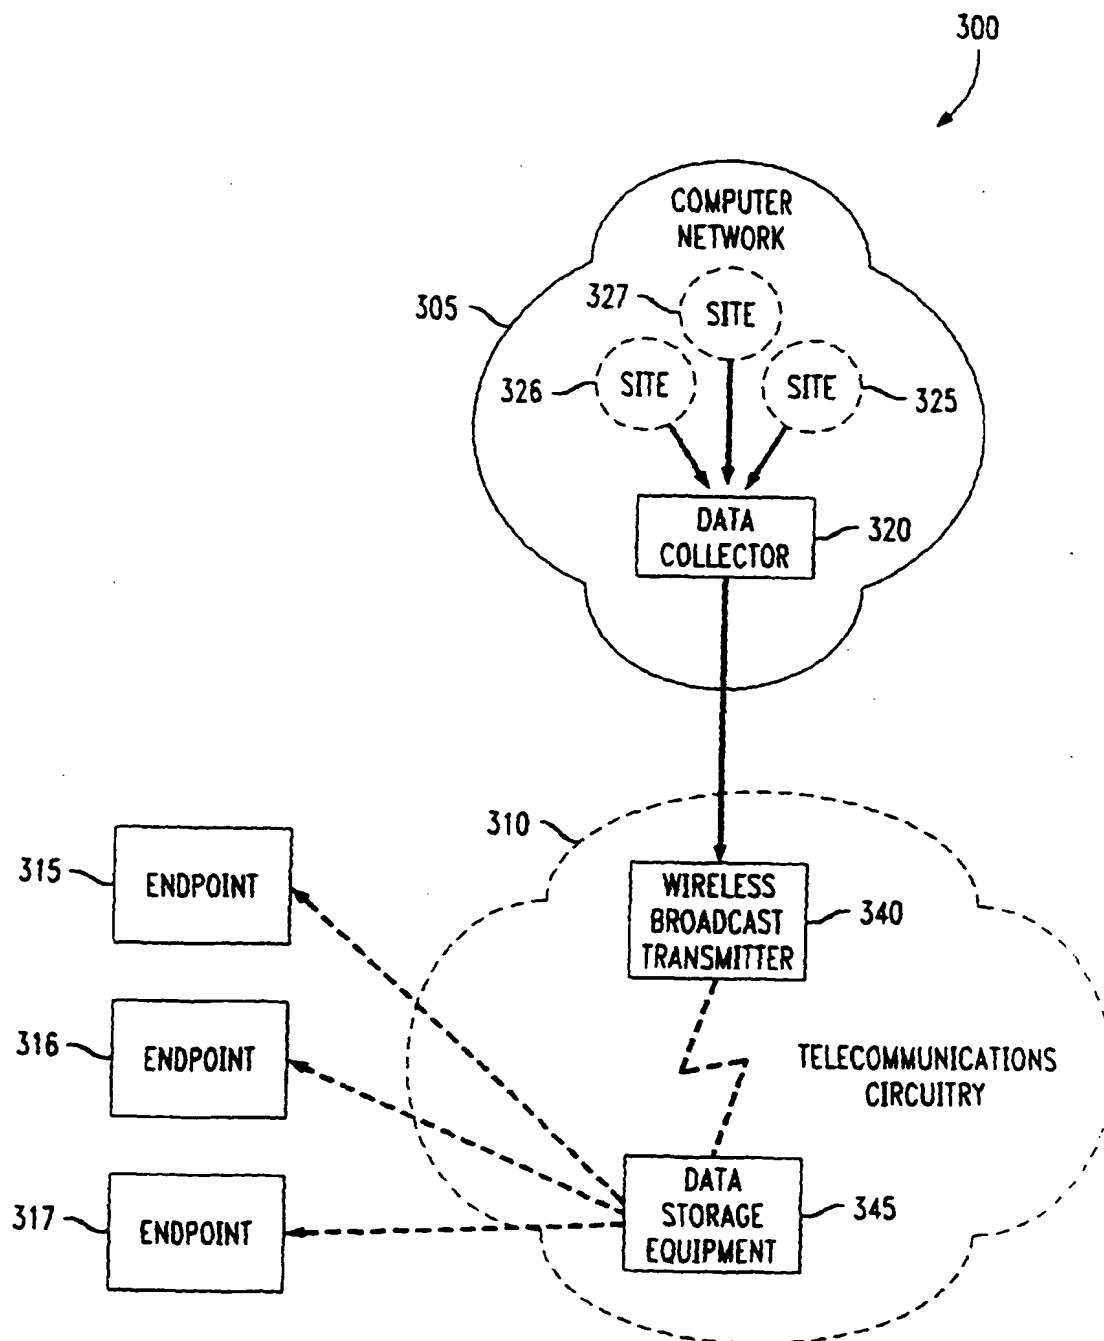 300
COMPUTER
NETWORK
327
SITE
305
326
SITE
SITE
325
DATA
COLLECTOR
320
310
315
ENDPOINT
WIRELESS
BROADCAST
TRANSMITTER
340
316
ENDPOINT
TELECOMMUNICATIONS
CIRCUITRY
317
ENDPOINT
DATA
STORAGE
EQUIPMENT
345